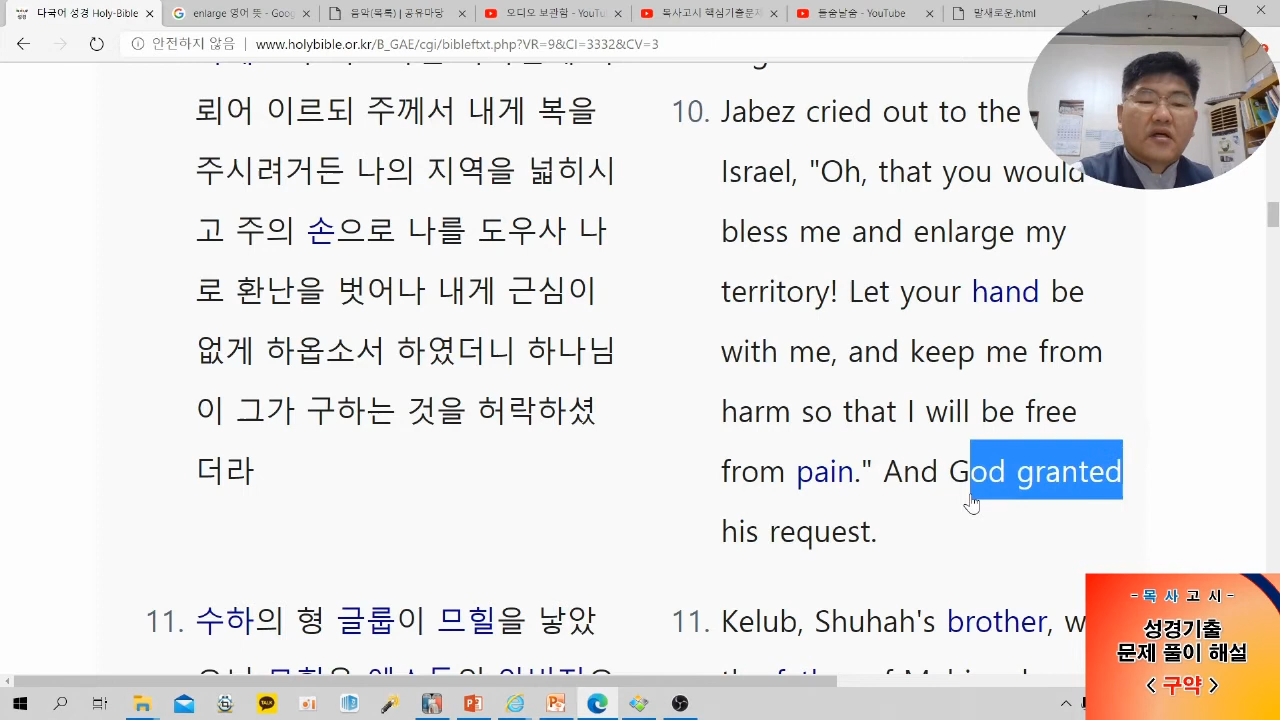 다국어 성경 Holy-Bible
enlarge 영어 뜻 - Goog
음악(목록) | 공유마당
오디오 보관함 - YouTu
목사고시 핵심기출문
들숨날숨 - YouTube
말새로운.html
안전하지 않음
www.holybible.or.kr/B_GAE/cgi/bibleftxt.php?VR=9&CI=3332&CV=3
뢰어 이르되 주께서 내게 복을
주시려거든 나의 지역을 넓히시
고 주의 손으로 나를 도우사 나
로 환난을 벗어나 내게 근심이
없게 하옵소서 하였더니 하나님
이 그가 구하는 것을 허락하셨
더라
11. 수하의 형 글룹이 므힐을 낳았
10. Jabez cried out to the
Israel, "Oh, that you would
bless me and enlarge my
territory! Let your hand be
with me, and keep me from
harm so that I will be free
from pain." And God granted
his request.
11. Kelub, Shuhah's brother, w
- 목 사 고 시 -
성경기출
문제 풀이 해설
< 구약 >